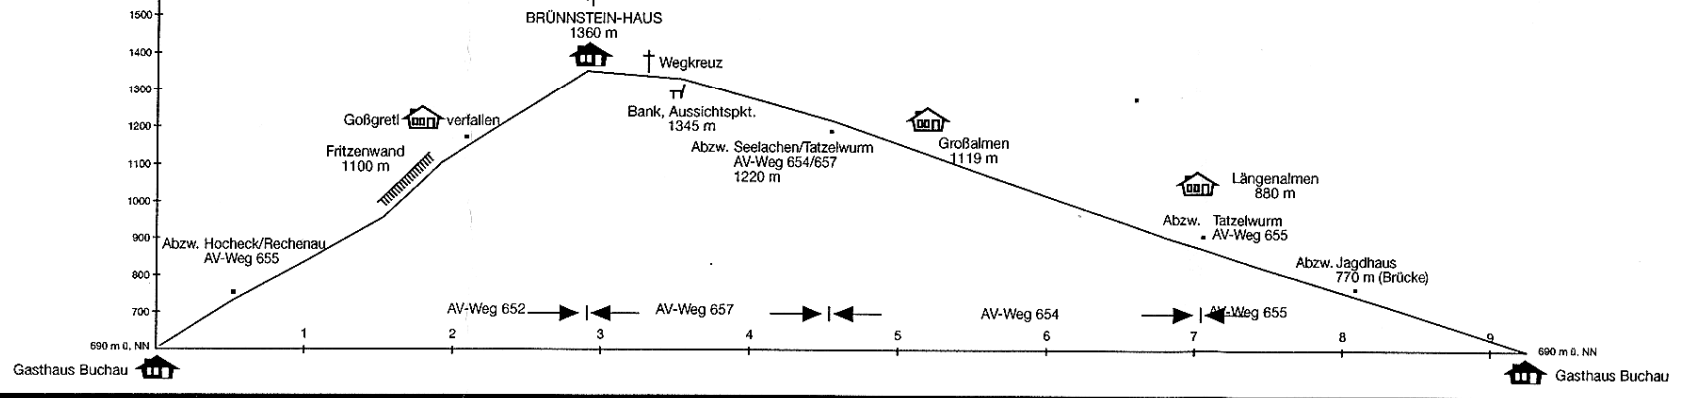 1500
BRÜNNSTEIN-HAUS
1360 m
1400
Wegkreuz
1300
Goßgretl verfallen
Bank, Aussichtspkt.
1345 m
1200
Fritzenwand
1100 m
Abzw. Seelachen/Tatzelwurm
AV-Weg 654/657
1220 m
Großalmen
1119 m
1100
Längenalmen
880 m
1000
Abzw. Tatzelwurm
AV-Weg 655
900
Abzw. Hocheck/Rechenau
AV-Weg 655
800
Abzw. Jagdhaus
770 m (Brücke)
700
AV-Weg 652 AV-Weg 657 AV-Weg 654 AV-Weg 655
1 2 3 4 5 6 7 8 9
690 m ü. NN
690 m ü. NN
Gasthaus Buchau
Gasthaus Buchau